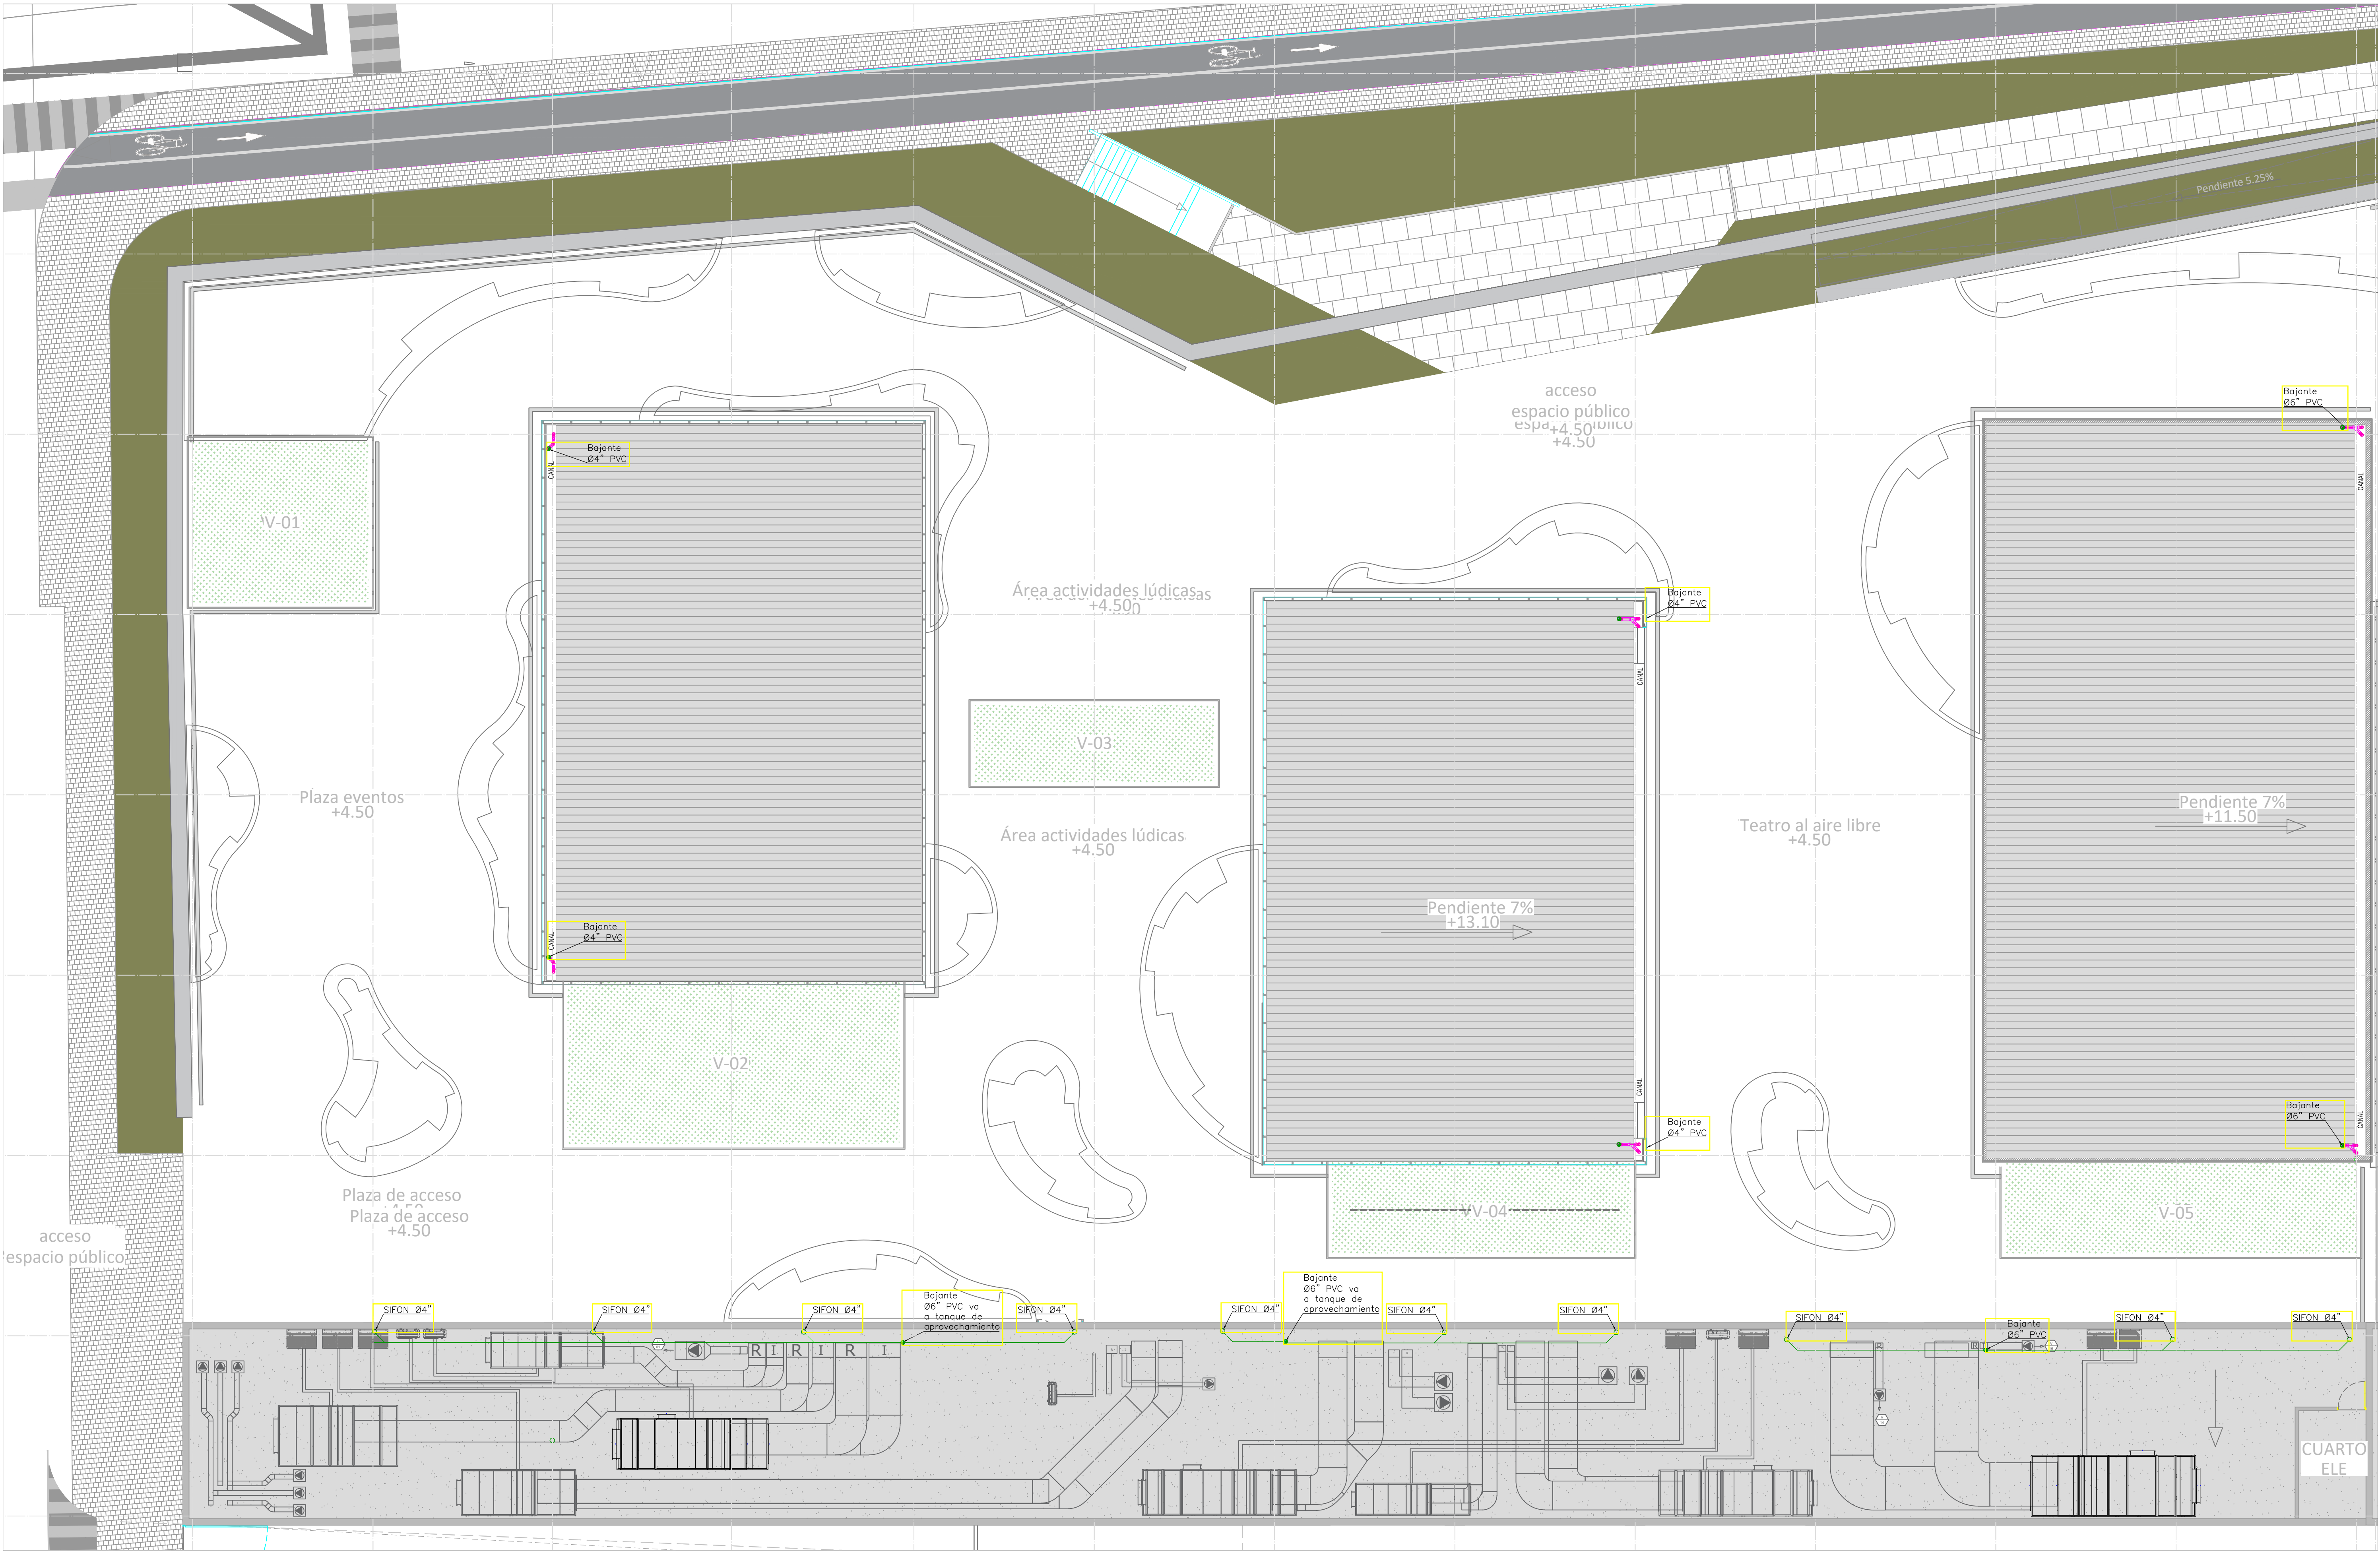 Pendiente 5.25%
acceso
espacio público
+4.50
+4.50
Bajante
Ø6" PVC
CANAL
Bajante
Ø4" PVC
CANAL
V-01
Área actividades lúdicas
+4.50
Bajante
Ø4" PVC
CANAL
V-03
Plaza eventos
+4.50
Área actividades lúdicas
+4.50
Teatro al aire libre
+4.50
Pendiente 7%
+11.50
Pendiente 7%
+13.10
Bajante
Ø4" PVC
CANAL
V-02
CANAL
Bajante
Ø4" PVC
Bajante
Ø6" PVC
CANAL
Plaza de acceso
Plaza de acceso
+4.50
V-04
V-05
acceso
espacio público
SIFON Ø4"
SIFON Ø4"
SIFON Ø4"
Bajante
Ø6" PVC va
a tanque de
aprovechamiento
SIFON Ø4"
SIFON Ø4"
Bajante
Ø6" PVC va
a tanque de
aprovechamiento
SIFON Ø4"
SIFON Ø4"
SIFON Ø4"
Bajante
Ø6" PVC
SIFON Ø4"
SIFON Ø4"
R I R I R I
R
R
CUARTO
ELE